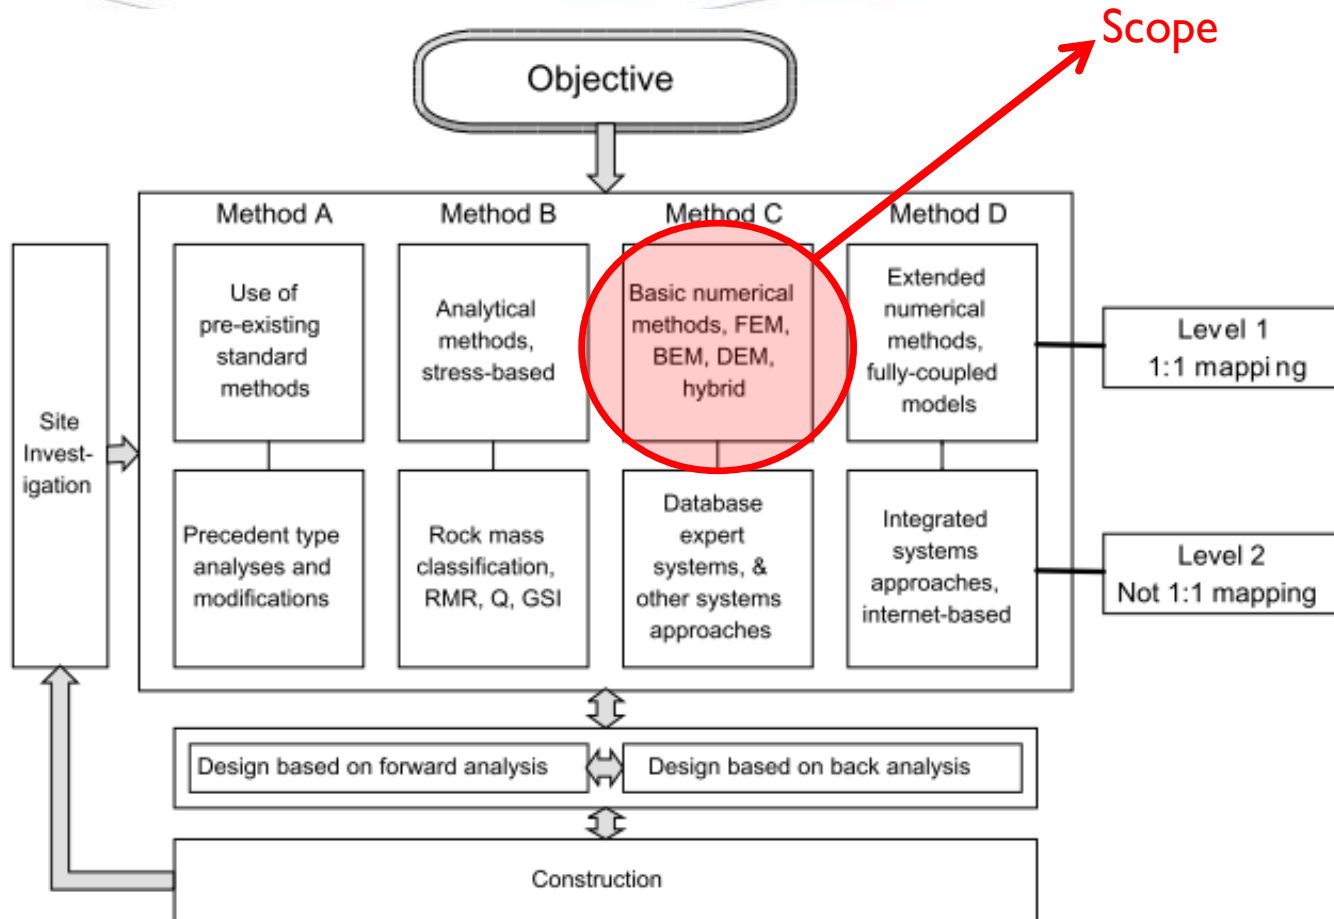 Scope
Objective
Method A
Method B
Method C
Method D
Use of
pre-existing
standard
methods
Analytical
methods,
stress-based
Basic numerical
methods, FEM,
BEM, DEM,
hybrid
Extended
numerical
methods,
fully-coupled
models
Level 1
1:1 mapping
Site
Invest-
igation
Precedent type
analyses and
modifications
Rock mass
classification,
RMR, Q, GSI
Database
expert
systems, &
other systems
approaches
Integrated
systems
approaches,
internet-based
Level 2
Not 1:1 mapping
Design based on forward analysis
Design based on back analysis
Construction